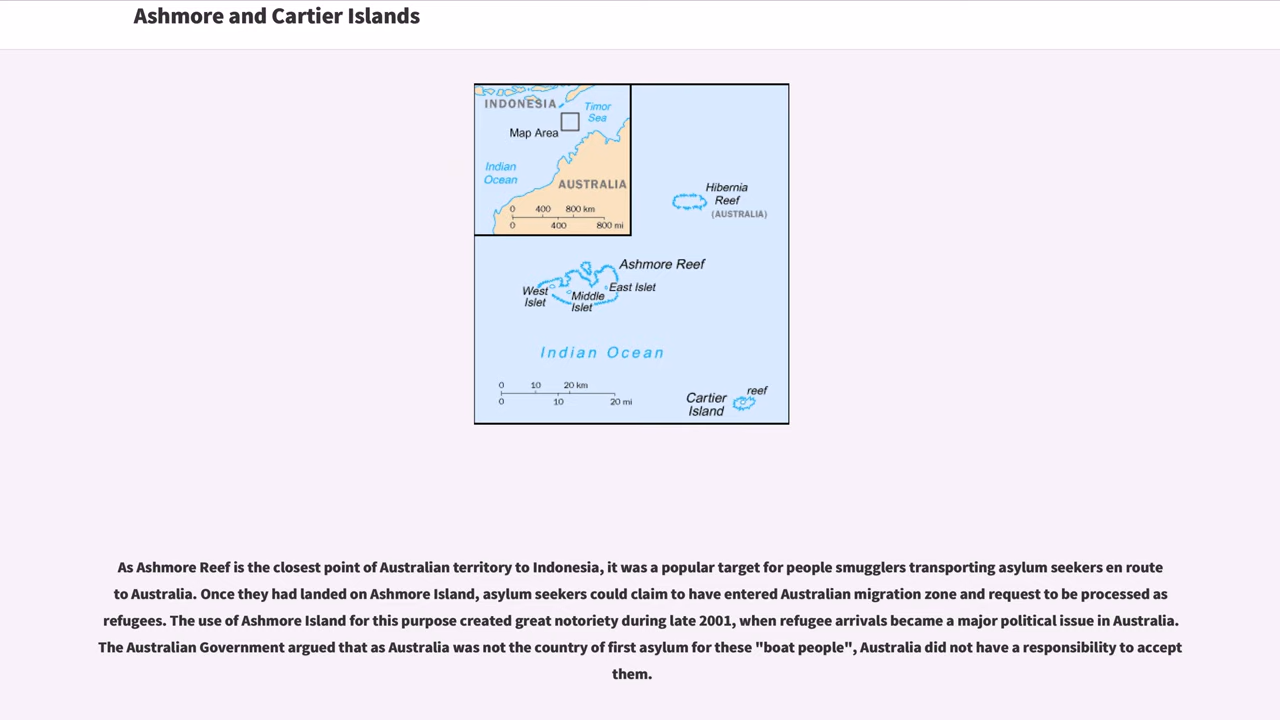 Ashmore and Cartier Islands
INDONESIA
Timor
Sea
Map Area
Indian
Ocean
AUSTRALIA
0 400 800 km
0 400 800 mi
Hibernia
Reef
(AUSTRALIA)
Ashmore Reef
West
Islet
Middle
Islet
East Islet
Indian Ocean
0 10 20 km
0 10 20 mi
Cartier
Island
reef
As Ashmore Reef is the closest point of Australian territory to Indonesia, it was a popular target for people smugglers transporting asylum seekers en route
to Australia. Once they had landed on Ashmore Island, asylum seekers could claim to have entered Australian migration zone and request to be processed as
refugees. The use of Ashmore Island for this purpose created great notoriety during late 2001, when refugee arrivals became a major political issue in Australia.
The Australian Government argued that as Australia was not the country of first asylum for these "boat people", Australia did not have a responsibility to accept
them.